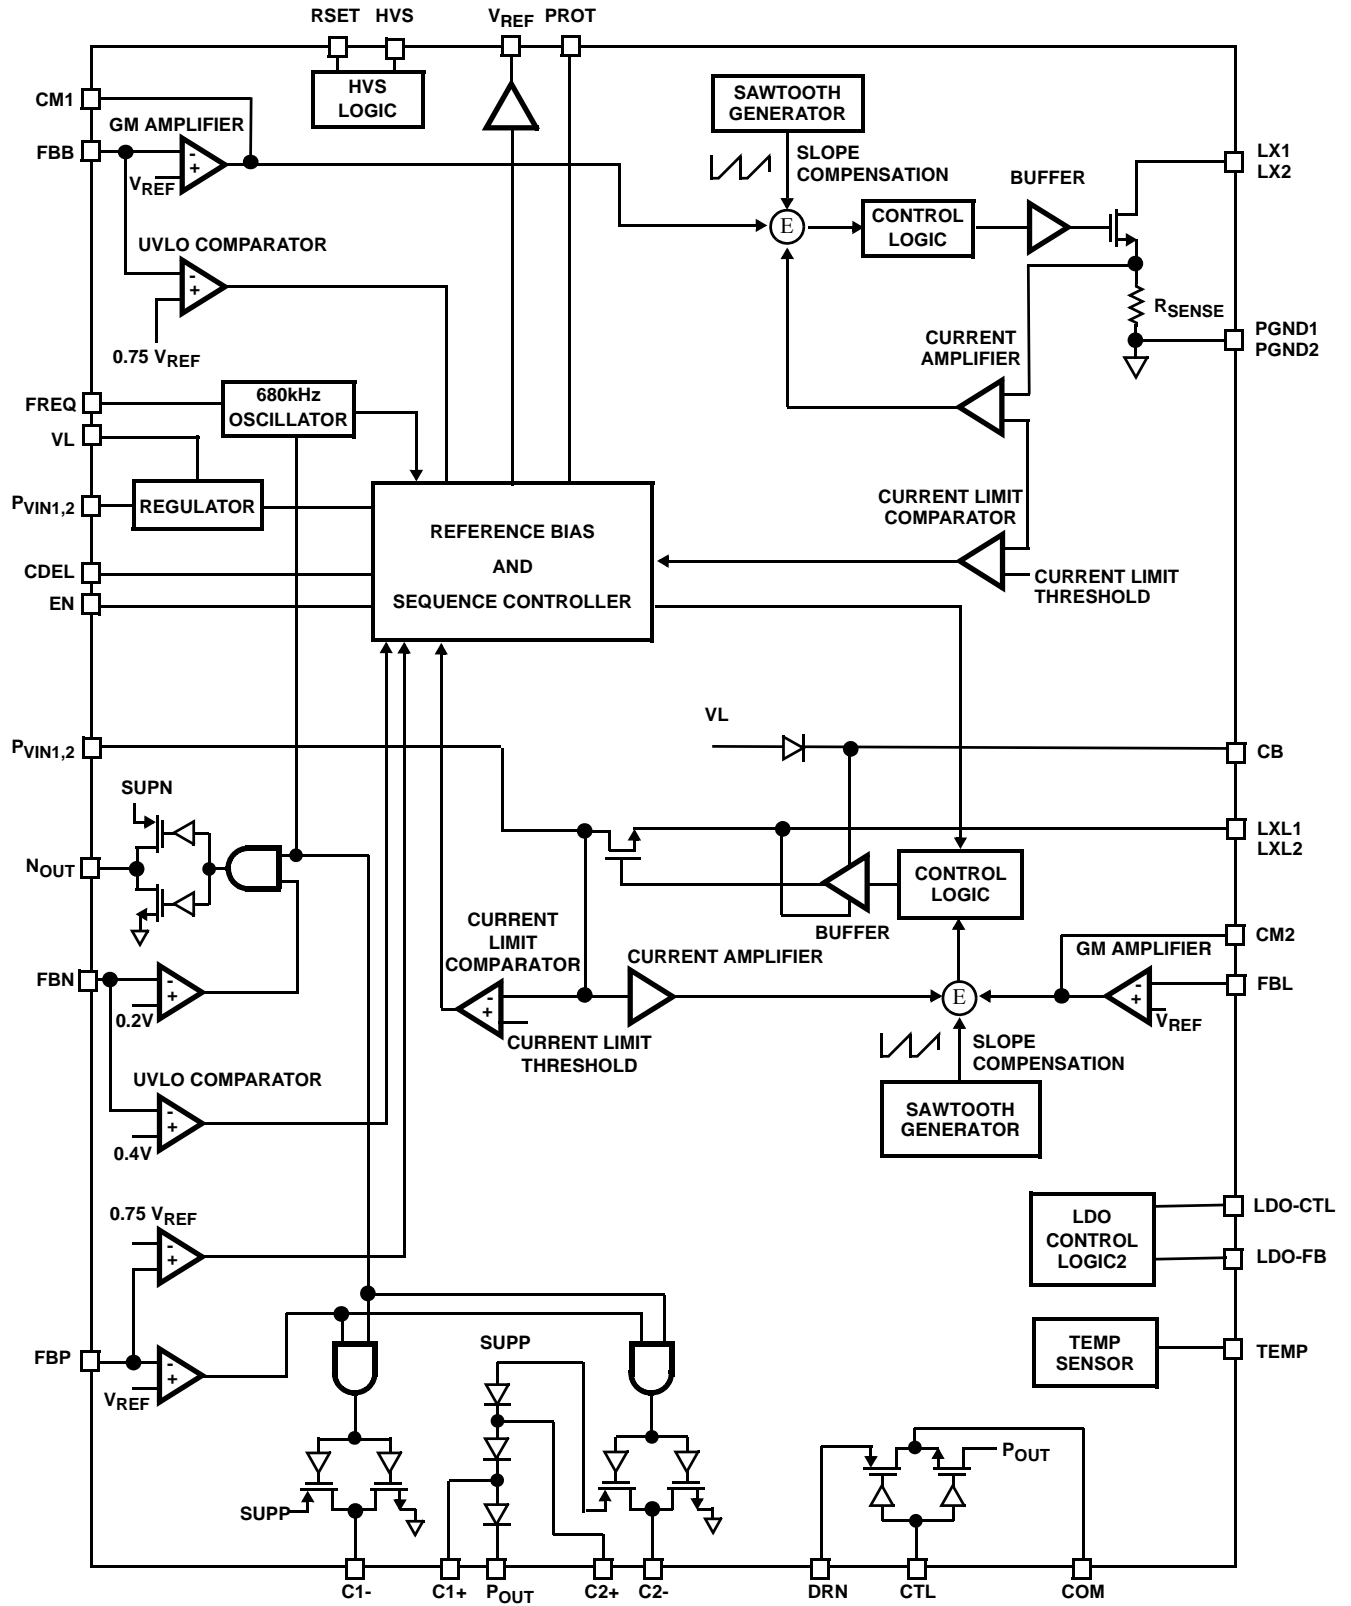 RSET HVS VREF PROT
HVS
LOGIC
SAWTOOTH
GENERATOR
CM1
GM AMPLIFIER
FBB
-
+
VREF
SLOPE
COMPENSATION
LX1
LX2
BUFFER
E
CONTROL
LOGIC
UVLO COMPARATOR
-
+
0.75 VREF
RSENSE
PGND1
PGND2
CURRENT
AMPLIFIER
FREQ
680kHz
OSCILLATOR
VL
PVIN1,2
REGULATOR
CURRENT LIMIT
COMPARATOR
REFERENCE BIAS
AND
SEQUENCE CONTROLLER
CDEL
EN
CURRENT LIMIT
THRESHOLD
VL
PVIN1,2
CB
SUPN
LXL1
LXL2
NOUT
CONTROL
LOGIC
BUFFER
CURRENT
LIMIT
COMPARATOR
CURRENT AMPLIFIER
GM AMPLIFIER
CM2
FBN
-
+
0.2V
-
+
E
-
+
VREF
FBL
CURRENT LIMIT
THRESHOLD
SLOPE
COMPENSATION
UVLO COMPARATOR
-
+
0.4V
SAWTOOTH
GENERATOR
0.75 VREF
-
+
LDO
CONTROL
LOGIC2
LDO-CTL
LDO-FB
FBP
-
+
VREF
SUPP
TEMP
SENSOR
TEMP
SUPP
POUT
C1- C1+ POUT C2+ C2- DRN CTL COM